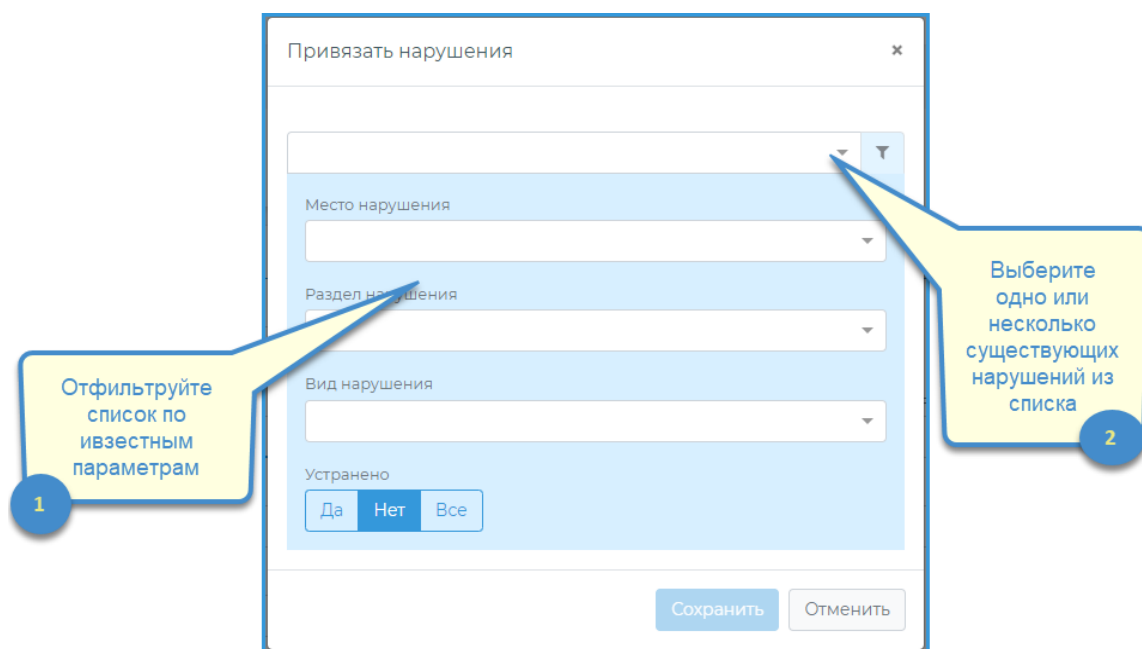 Привязать нарушения
×
Место нарушения
Раздел нарушения
Вид нарушения
Устранено
Да Нет Все
Сохранить Отменить
Отфильтруйте
список по
ивзестным
параметрам
1
Выберите
одно или
несколько
существующих
нарушений из
списка
2